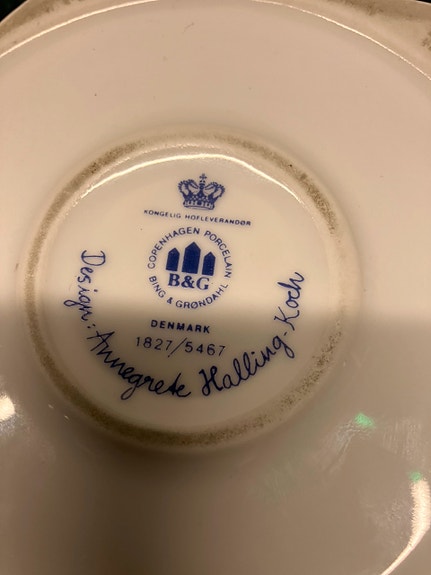 KONGELIG HOFLEVERANDØR
COPENHAGEN PORCELAIN
B&G
BING & GRØNDAHL
DENMARK
1827/5467
Design: Annegrete Halling-Koch